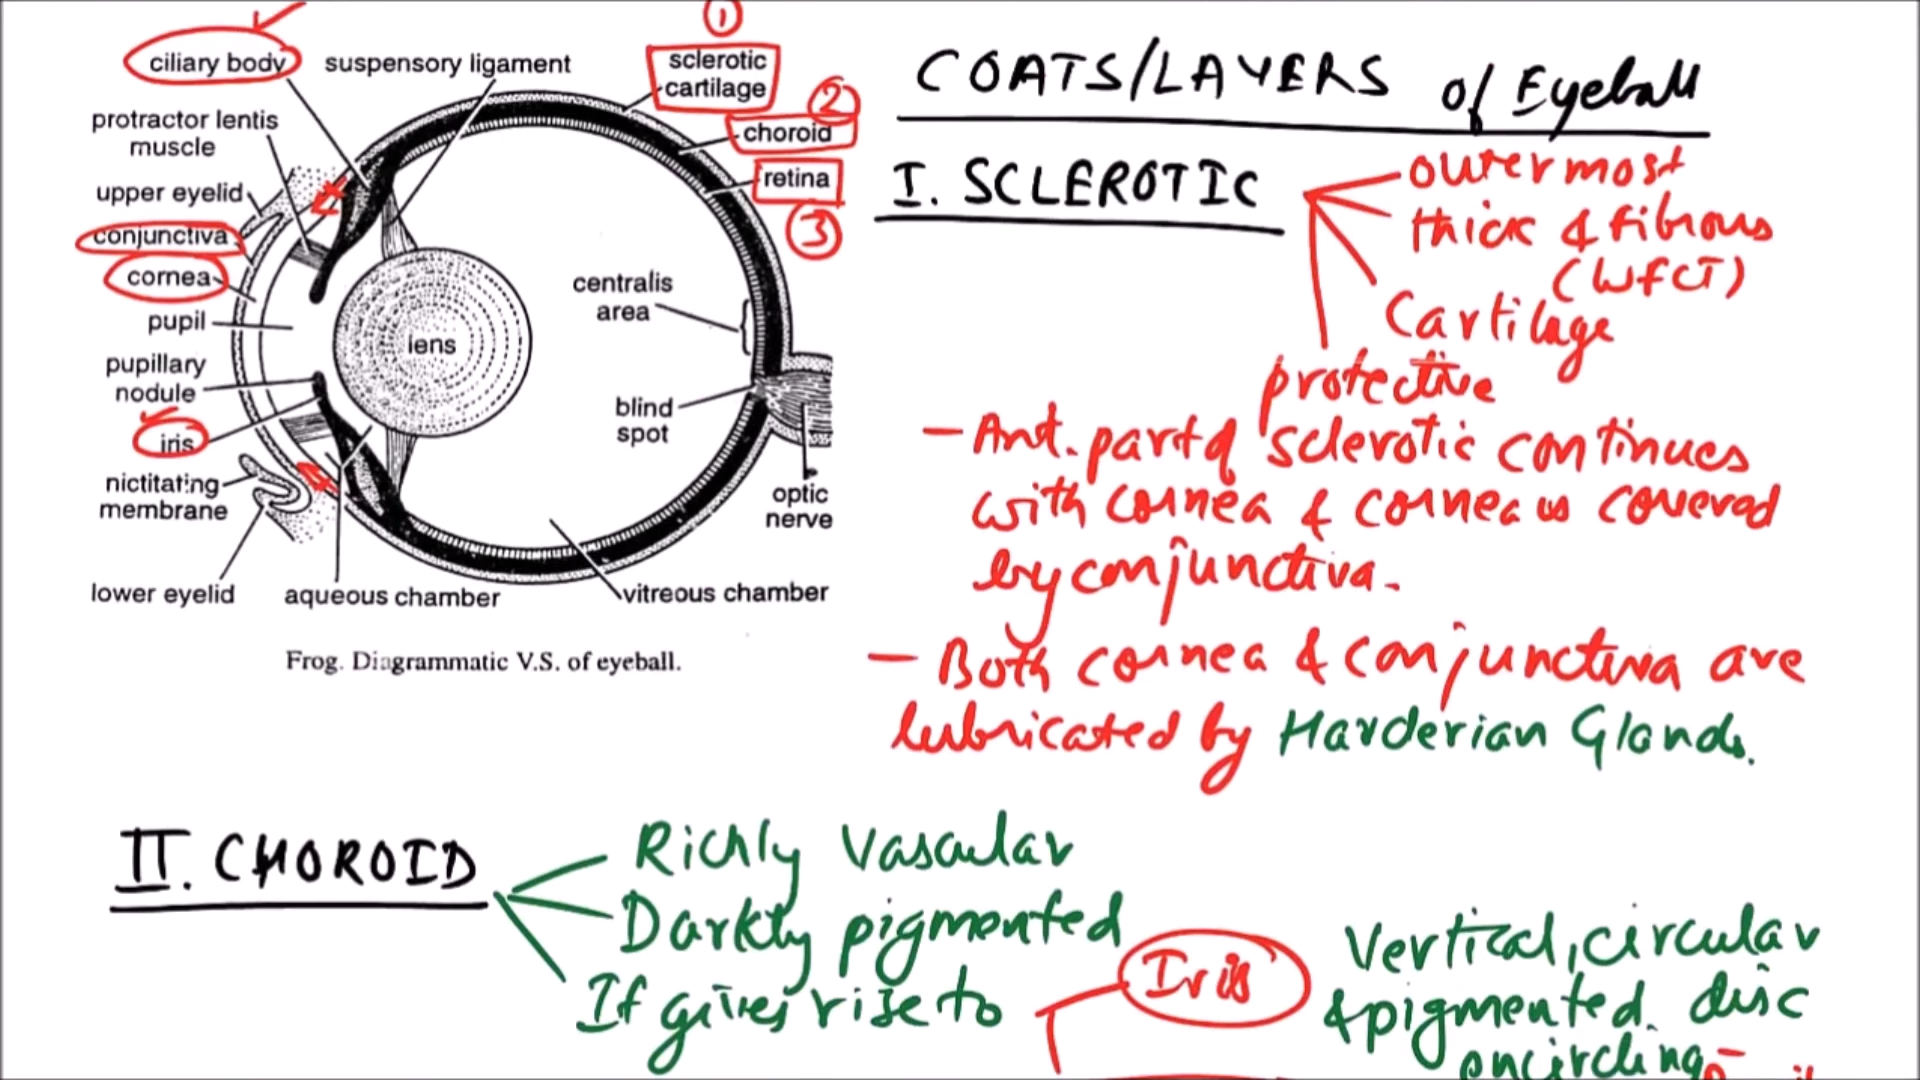 1
ciliary body
suspensory ligament
sclerotic
cartilage
2
protractor lentis
muscle
choroid
retina
upper eyelid
3
conjunctiva
cornea
centralis
area
pupil
lens
pupillary
nodule
blind
spot
iris
nictitating
membrane
optic
nerve
lower eyelid
aqueous chamber
vitreous chamber
Frog. Diagrammatic V.S. of eyeball.
COATS/LAYERS of Eyeball
I. SCLEROTIC
outermost
thick & fibrous
(WFCT)
Cartilage
protective
- Ant. part of sclerotic continues
with cornea & cornea is covered
by conjunctiva.
- Both cornea & conjunctiva are
lubricated by Harderian Glands.
II. CHOROID
Richly Vascular
Darkly pigmented
It gives rise to
Iris
Vertical, circular
& pigmented disc
encircling